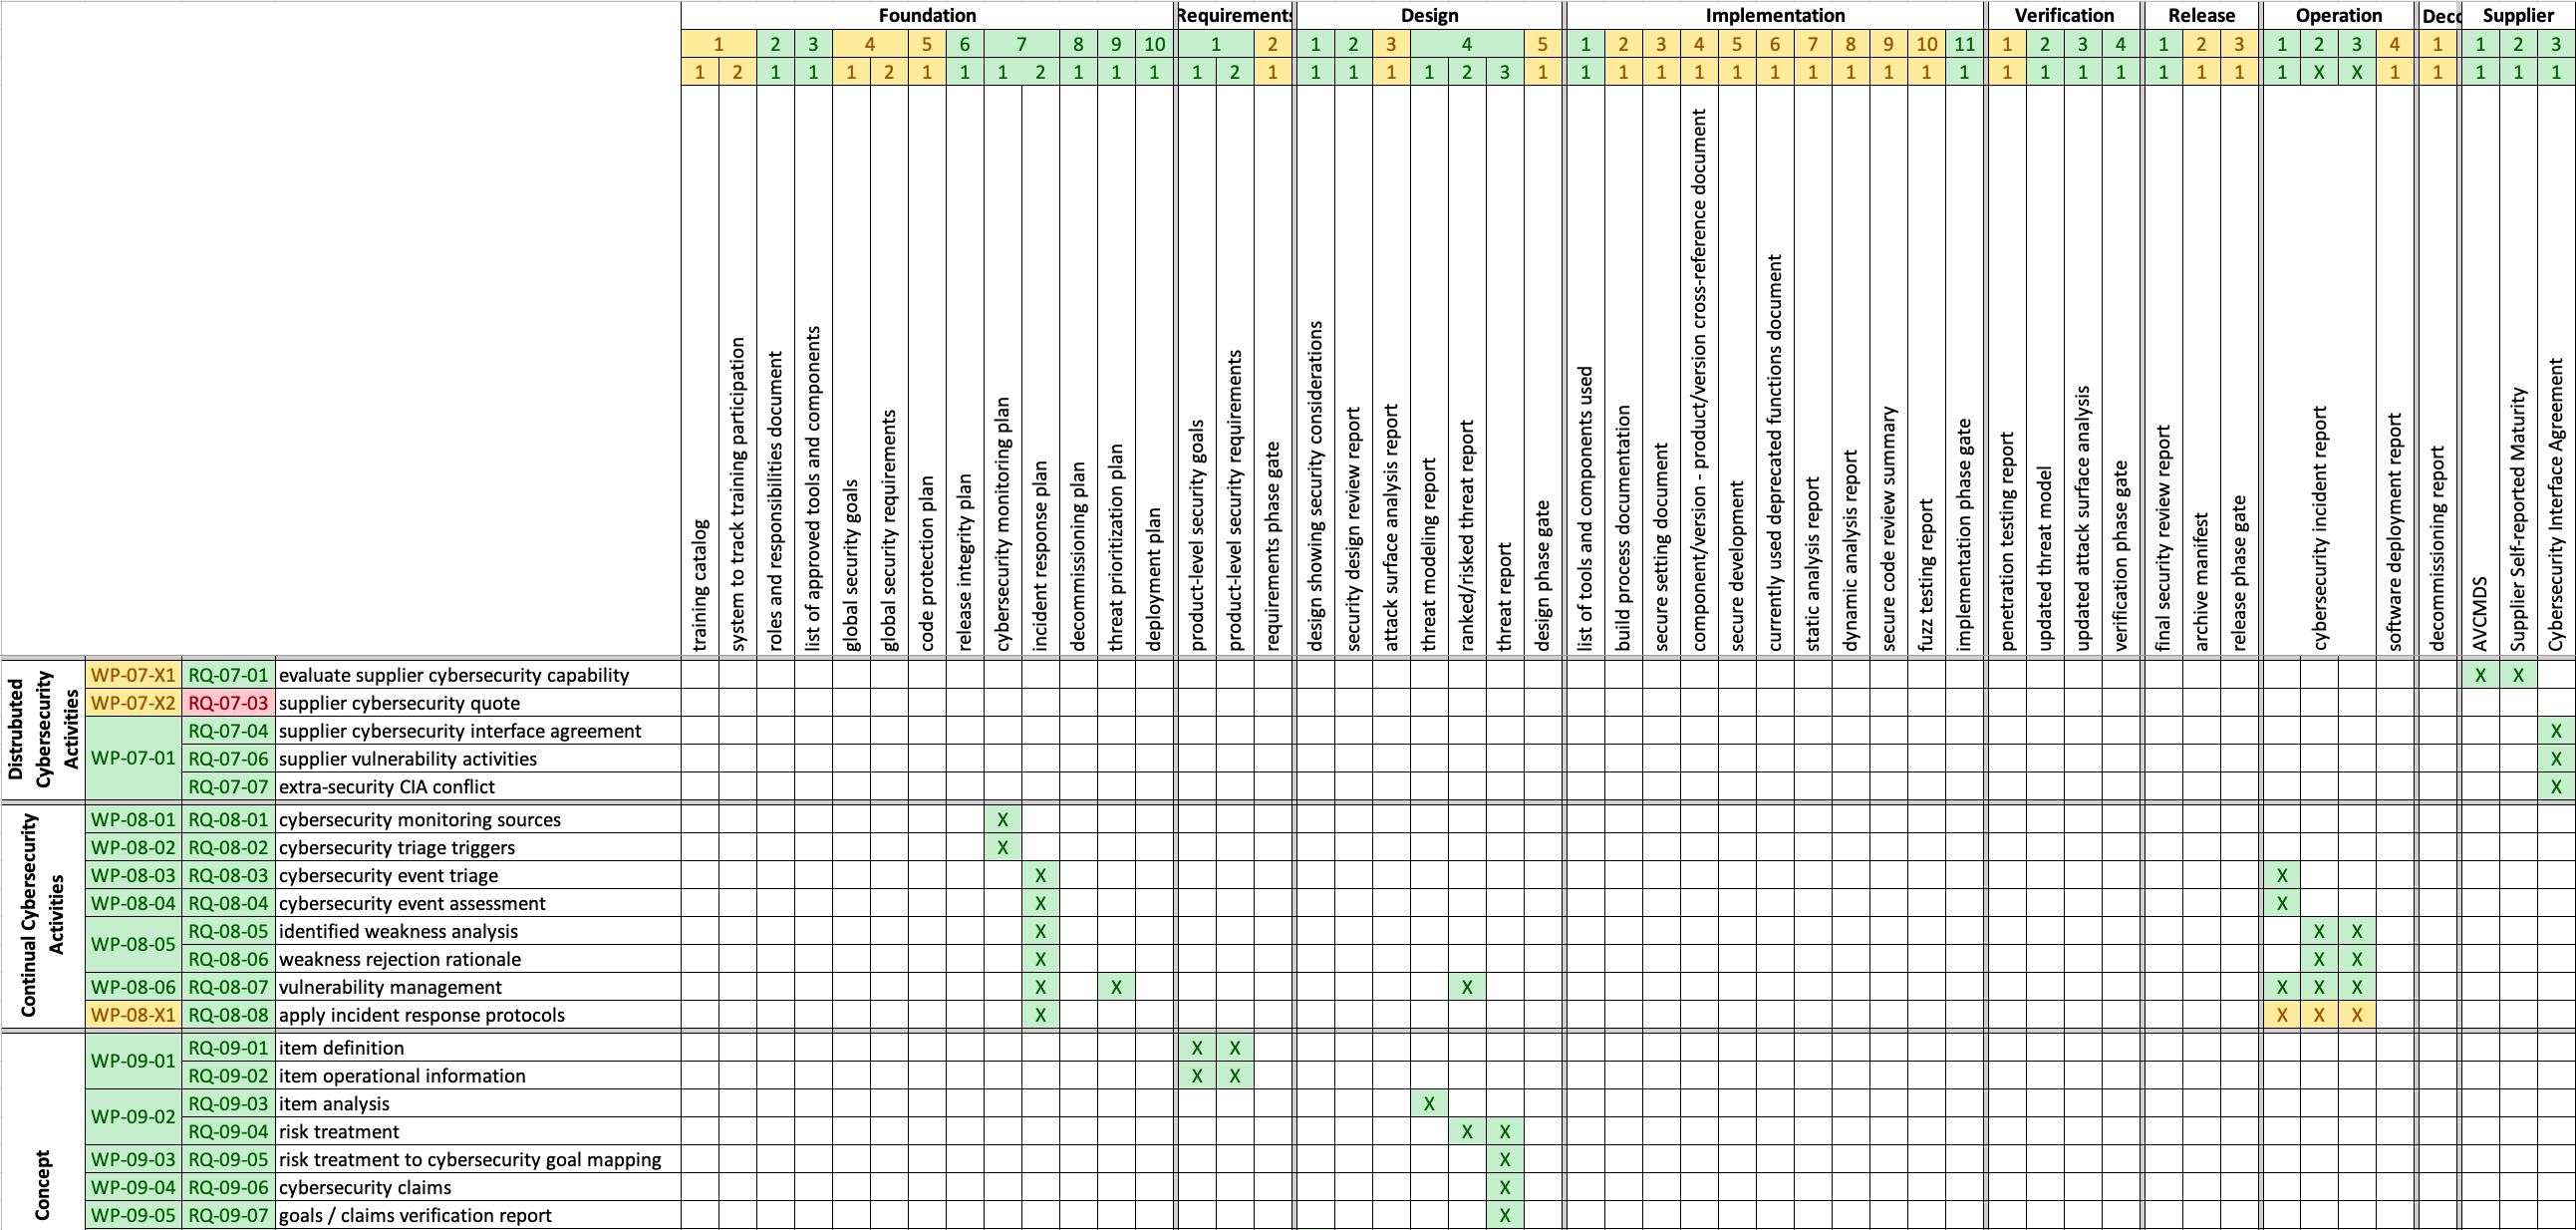 Foundation Requirements Design Implementation Verification Release Operation Deco Supplier
1 2 3 4 5 6 7 8 9 10 1 2 1 2 3 4 5 1 2 3 4 5 6 7 8 9 10 11 1 2 3 4 1 2 3 1 2 3 4 1 1 2 3
1 2 1 1 1 2 1 1 1 2 1 1 1 1 2 1 1 1 1 1 2 3 1 1 1 1 1 1 1 1 1 1 1 1 1 1 1 1 1 1 1 1 X X 1 1 1 1 1
training catalog
system to track training participation
roles and responsibilities document
list of approved tools and components
global security goals
global security requirements
code protection plan
release integrity plan
cybersecurity monitoring plan
incident response plan
decommissioning plan
threat prioritization plan
deployment plan
product-level security goals
product-level security requirements
requirements phase gate
design showing security considerations
security design review report
attack surface analysis report
threat modeling report
ranked/risked threat report
threat report
design phase gate
list of tools and components used
build process documentation
secure setting document
component/version - product/version cross-reference document
secure development
currently used deprecated functions document
static analysis report
dynamic analysis report
secure code review summary
fuzz testing report
implementation phase gate
penetration testing report
updated threat model
updated attack surface analysis
verification phase gate
final security review report
archive manifest
release phase gate
cybersecurity incident report
software deployment report
decommissioning report
AVCMDS
Supplier Self-reported Maturity
Cybersecurity Interface Agreement
Distrubuted
Cybersecurity
Activities
WP-07-X1 RQ-07-01 evaluate supplier cybersecurity capability X X
WP-07-X2 RQ-07-03 supplier cybersecurity quote
WP-07-01 RQ-07-04 supplier cybersecurity interface agreement X
RQ-07-06 supplier vulnerability activities X
RQ-07-07 extra-security CIA conflict X
Continual Cybersecurity
Activities
WP-08-01 RQ-08-01 cybersecurity monitoring sources X
WP-08-02 RQ-08-02 cybersecurity triage triggers X
WP-08-03 RQ-08-03 cybersecurity event triage X X
WP-08-04 RQ-08-04 cybersecurity event assessment X X
WP-08-05 RQ-08-05 identified weakness analysis X X X
RQ-08-06 weakness rejection rationale X X X
WP-08-06 RQ-08-07 vulnerability management X X X X X X
WP-08-X1 RQ-08-08 apply incident response protocols X X X X
Concept
WP-09-01 RQ-09-01 item definition X X
RQ-09-02 item operational information X X
WP-09-02 RQ-09-03 item analysis X
RQ-09-04 risk treatment X X
WP-09-03 RQ-09-05 risk treatment to cybersecurity goal mapping X
WP-09-04 RQ-09-06 cybersecurity claims X
WP-09-05 RQ-09-07 goals / claims verification report X